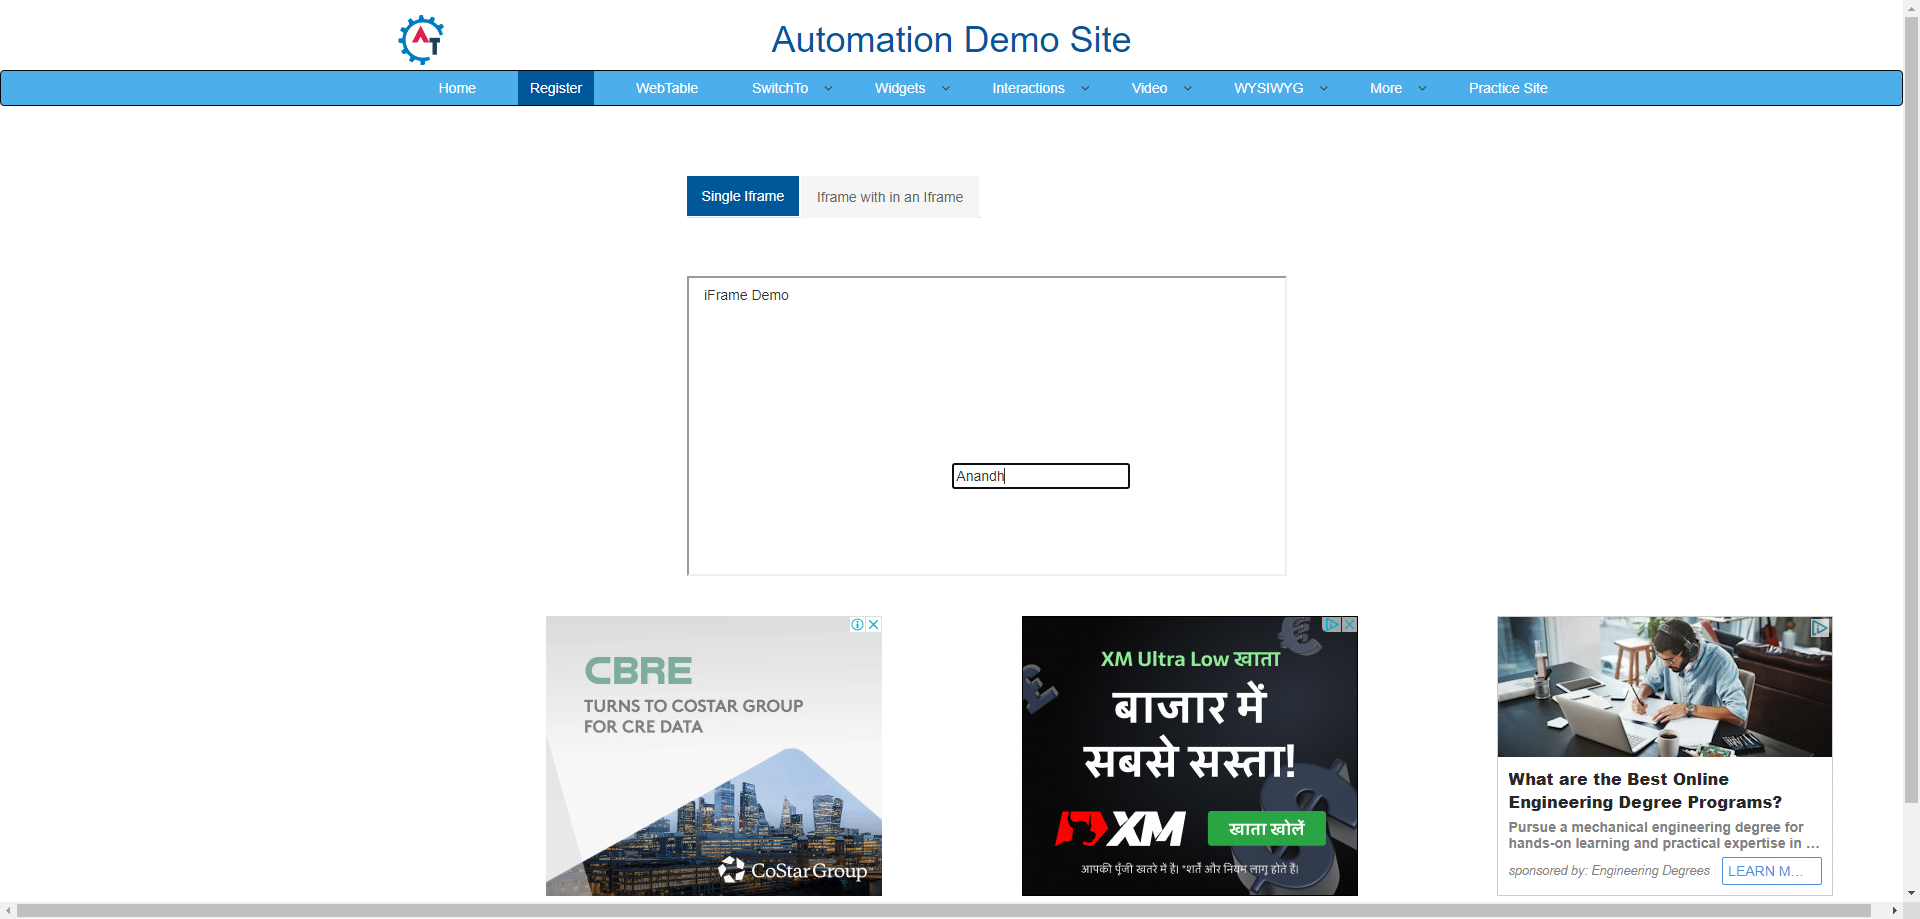 AT
Automation Demo Site
Home Register WebTable SwitchTo Widgets Interactions Video WYSIWYG More Practice Site
Single Iframe Iframe with in an Iframe
iFrame Demo
Anandh
CBRE
TURNS TO COSTAR GROUP
FOR CRE DATA
CoStar Group™
XM Ultra Low खाता
बाजार में
सबसे सस्ता!
XM खाता खोलें
आपकी पूँजी खतरे में है। *शर्तें और नियम लागू होते हैं।
What are the Best Online
Engineering Degree Programs?
Pursue a mechanical engineering degree for
hands-on learning and practical expertise in ...
sponsored by: Engineering Degrees LEARN M...